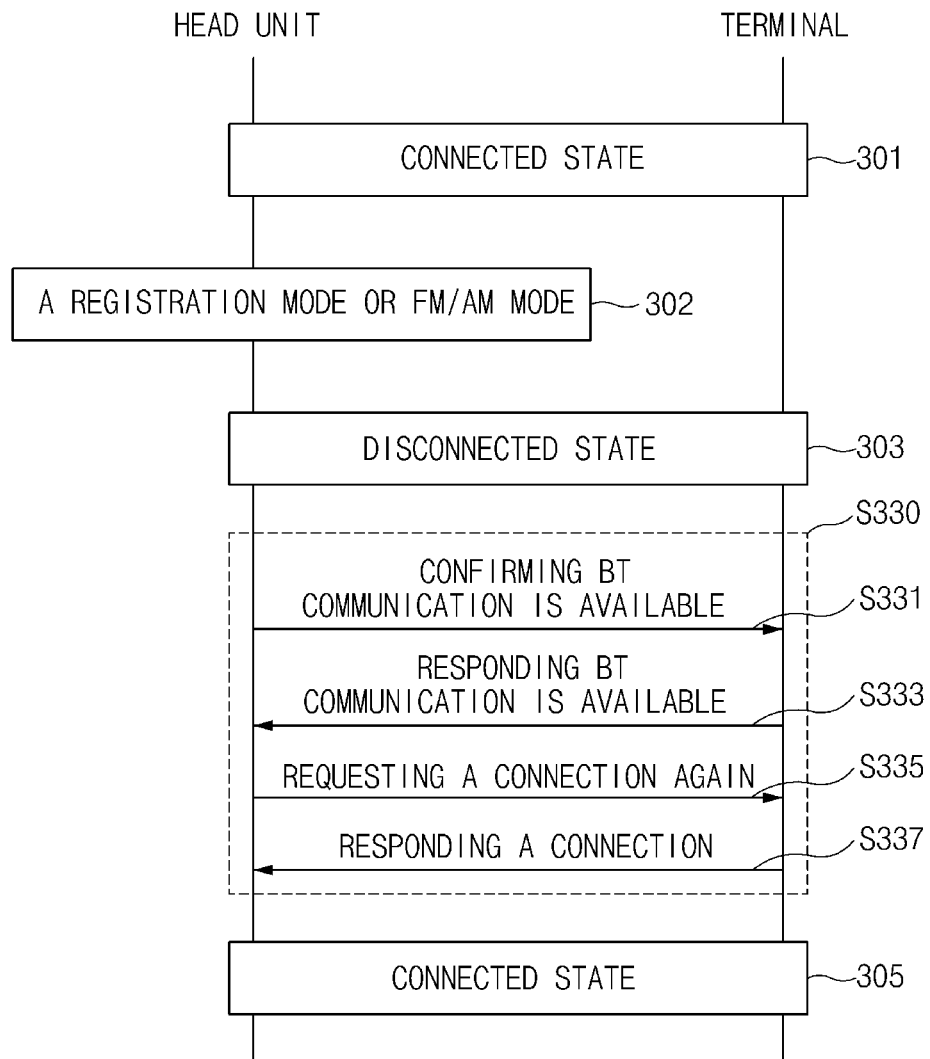 HEAD UNIT
TERMINAL
CONNECTED STATE
301
A REGISTRATION MODE OR FM/AM MODE
302
DISCONNECTED STATE
303
S330
CONFIRMING BT
COMMUNICATION IS AVAILABLE
S331
RESPONDING BT
COMMUNICATION IS AVAILABLE
S333
REQUESTING A CONNECTION AGAIN
S335
RESPONDING A CONNECTION
S337
CONNECTED STATE
305